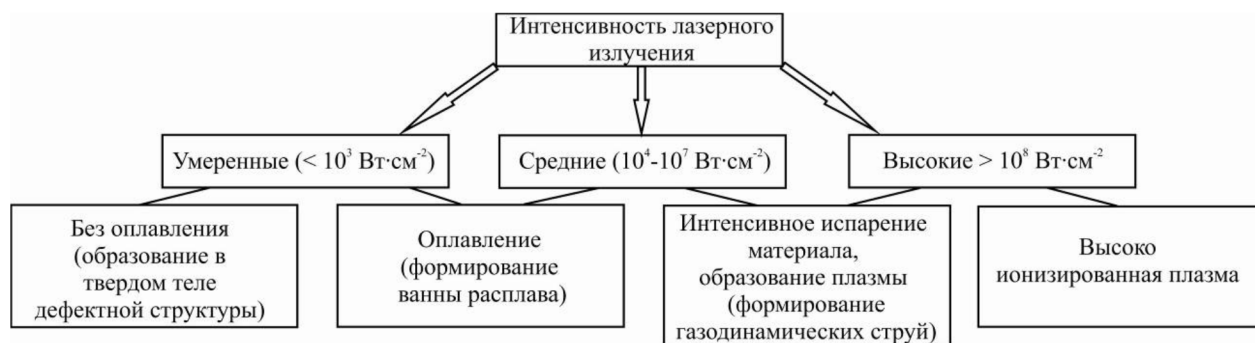 Интенсивность лазерного
излучения
Умеренные (< 10³ Вт·см⁻²)
Средние (10⁴-10⁷ Вт·см⁻²)
Высокие > 10⁸ Вт·см⁻²
Без оплавления
(образование в
твердом теле
дефектной структуры)
Оплавление
(формирование
ванны расплава)
Интенсивное испарение
материала,
образование плазмы
(формирование
газодинамических струй)
Высоко
ионизированная плазма